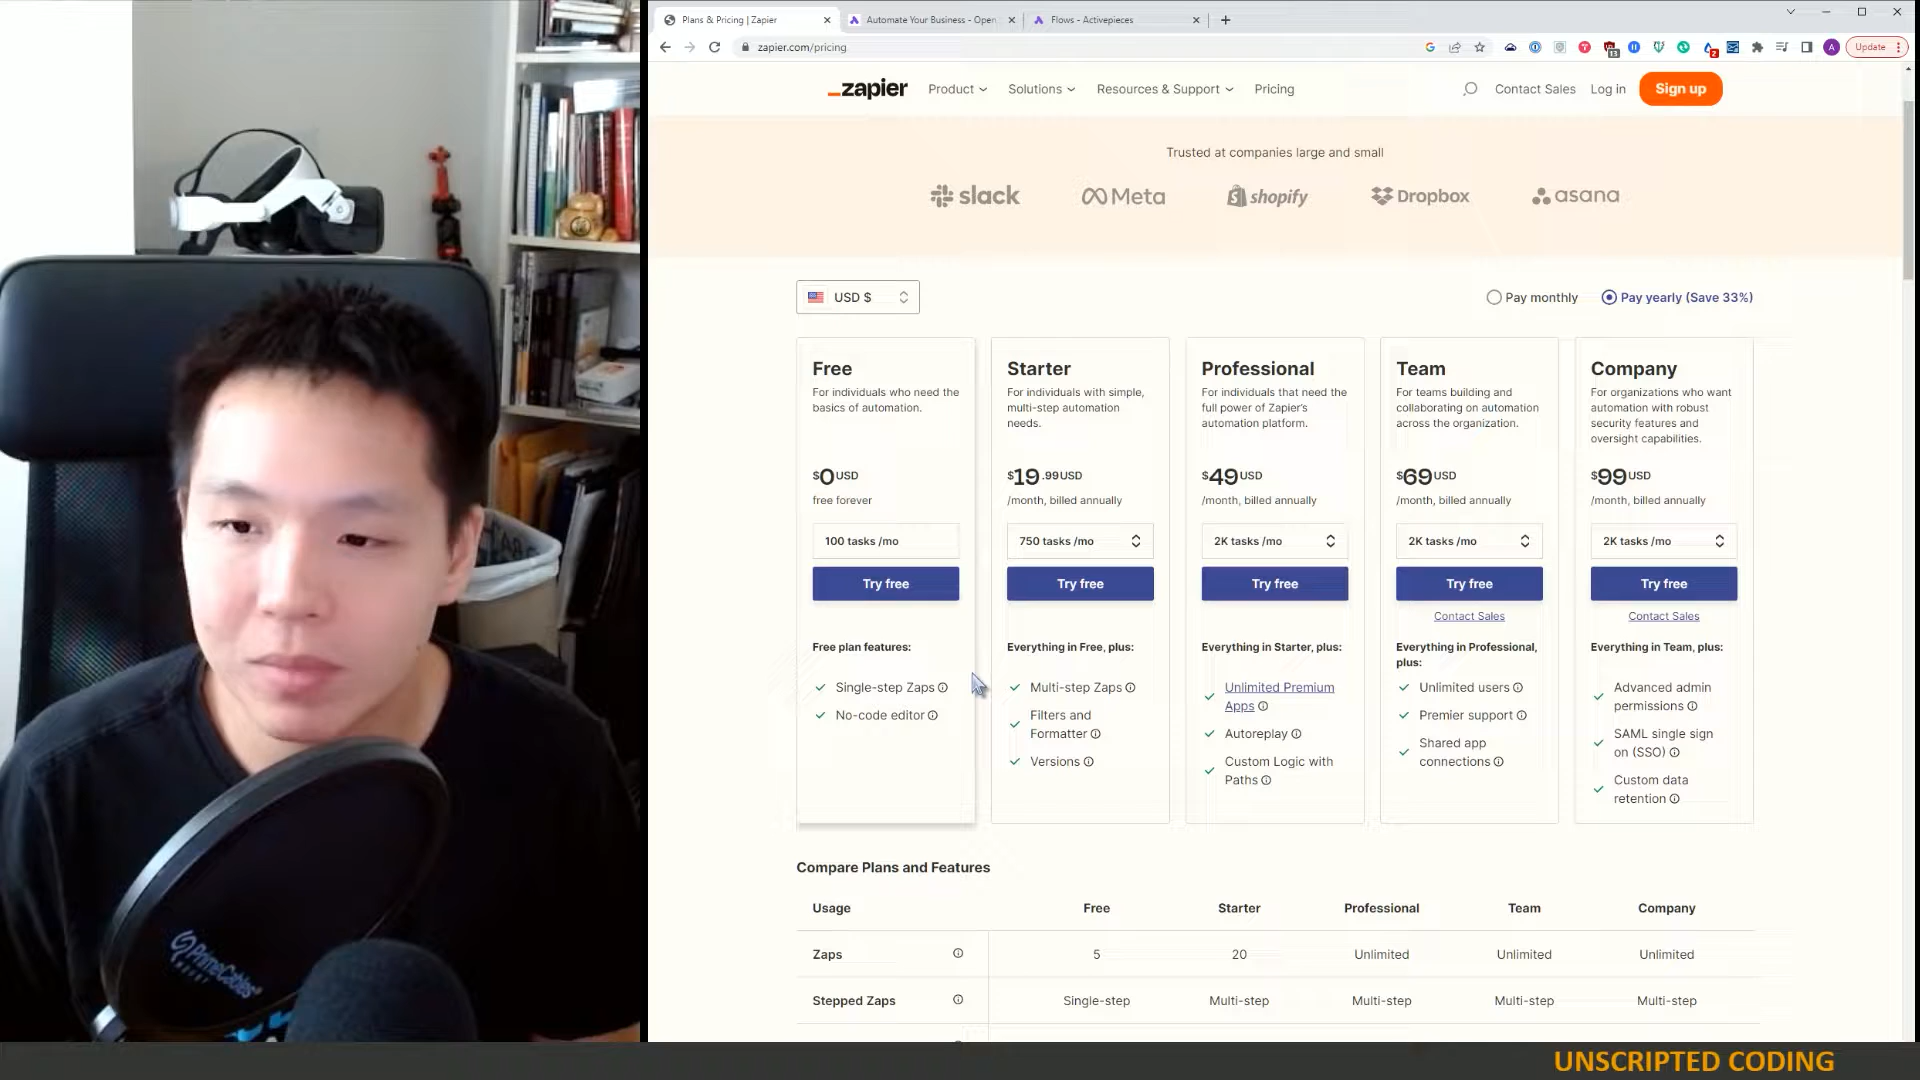 Plans & Pricing | Zapier
Automate Your Business - Open
Flows - Activepieces
zapier.com/pricing
Update
zapier
Product
Solutions
Resources & Support
Pricing
Contact Sales
Log in
Sign up
Trusted at companies large and small
slack
Meta
shopify
Dropbox
asana
USD $
Pay monthly
Pay yearly (Save 33%)
Free
For individuals who need the
basics of automation.
$0USD
free forever
100 tasks /mo
Try free
Free plan features:
Single-step Zaps
No-code editor
Starter
For individuals with simple,
multi-step automation
needs.
$19.99USD
/month, billed annually
750 tasks /mo
Try free
Everything in Free, plus:
Multi-step Zaps
Filters and
Formatter
Versions
Professional
For individuals that need the
full power of Zapier's
automation platform.
$49USD
/month, billed annually
2K tasks /mo
Try free
Everything in Starter, plus:
Unlimited Premium
Apps
Autoreplay
Custom Logic with
Paths
Team
For teams building and
collaborating on automation
across the organization.
$69USD
/month, billed annually
2K tasks /mo
Try free
Contact Sales
Everything in Professional,
plus:
Unlimited users
Premier support
Shared app
connections
Company
For organizations who want
automation with robust
security features and
oversight capabilities.
$99USD
/month, billed annually
2K tasks /mo
Try free
Contact Sales
Everything in Team, plus:
Advanced admin
permissions
SAML single sign
on (SSO)
Custom data
retention
Compare Plans and Features
Usage Free Starter Professional Team Company
Zaps 5 20 Unlimited Unlimited Unlimited
Stepped Zaps Single-step Multi-step Multi-step Multi-step Multi-step
PrimeCables
UNSCRIPTED CODING